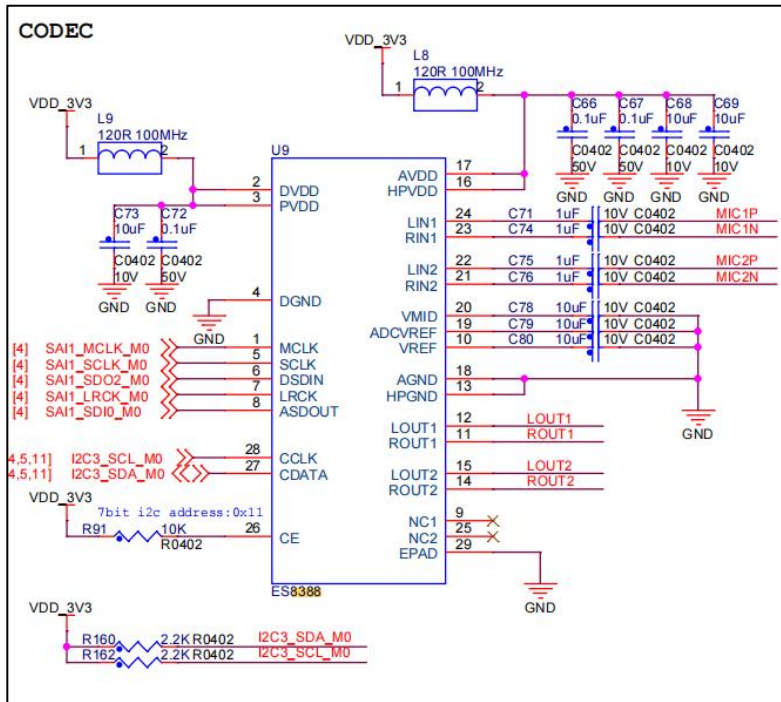 CODEC
VDD_3V3
L8
120R 100MHz
1 2
VDD_3V3
L9
120R 100MHz
1 2
C66 C67 C68 C69
0.1uF 0.1uF 10uF 10uF
C0402 C0402 C0402 C0402
50V 50V 10V 10V
GND GND GND GND
U9
2 DVDD
3 PVDD
C73 C72
10uF 0.1uF
C0402 C0402
10V 50V
GND GND
4 DGND
GND
[4] SAI1_MCLK_M0 1 MCLK
[4] SAI1_SCLK_M0 5 SCLK
[4] SAI1_SDO2_M0 6 DSDIN
[4] SAI1_LRCK_M0 7 LRCK
[4] SAI1_SDI0_M0 8 ASDOUT
4,5,11] I2C3_SCL_M0 28 CCLK
4,5,11] I2C3_SDA_M0 27 CDATA
VDD_3V3
7bit i2c address:0x11
R91 10K 26 CE
R0402
AVDD 17
HPVDD 16
LIN1 24 C71 1uF 10V C0402 MIC1P
RIN1 23 C74 1uF 10V C0402 MIC1N
LIN2 22 C75 1uF 10V C0402 MIC2P
RIN2 21 C76 1uF 10V C0402 MIC2N
VMID 20 C78 10uF 10V C0402
ADCVREF 19 C79 10uF 10V C0402
VREF 10 C80 10uF 10V C0402
AGND 18
HPGND 13
GND
LOUT1 12 LOUT1
ROUT1 11 ROUT1
LOUT2 15 LOUT2
ROUT2 14 ROUT2
NC1 9
NC2 25
EPAD 29
GND
ES8388
VDD_3V3
R160 2.2K R0402 I2C3_SDA_M0
R162 2.2K R0402 I2C3_SCL_M0